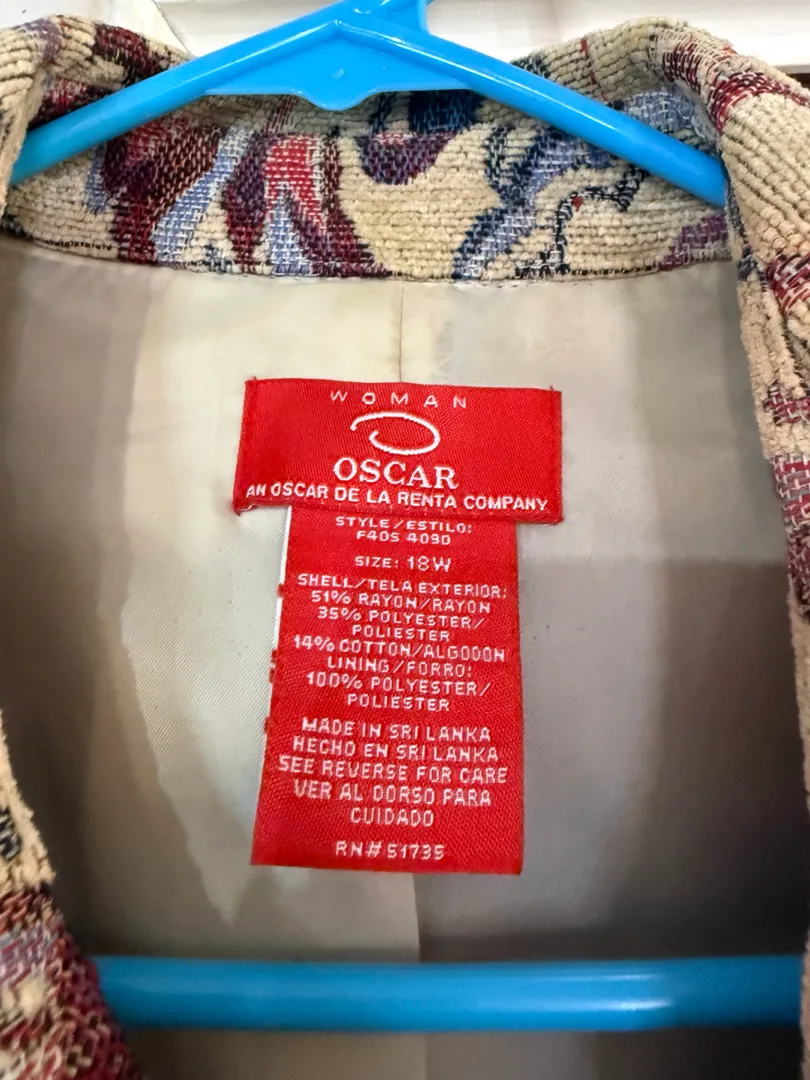 WOMAN
OSCAR
AN OSCAR DE LA RENTA COMPANY
STYLE/ESTILO:
F40S 409D
SIZE: 18W
SHELL/TELA EXTERIOR:
51% RAYON/RAYON
35% POLYESTER/
POLIESTER
14% COTTON/ALGODON
LINING/FORRO:
100% POLYESTER/
POLIESTER
MADE IN SRI LANKA
HECHO EN SRI LANKA
SEE REVERSE FOR CARE
VER AL DORSO PARA
CUIDADO
RN# 51735